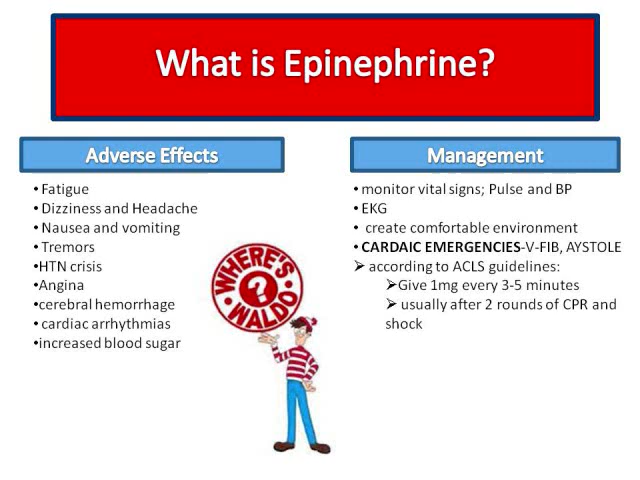 What is Epinephrine?
Adverse Effects
• Fatigue
• Dizziness and Headache
• Nausea and vomiting
• Tremors
•HTN crisis
•Angina
•cerebral hemorrhage
• cardiac arrhythmias
•increased blood sugar
WHERE'S
?
WALDO
Management
• monitor vital signs; Pulse and BP
• EKG
•  create comfortable environment
• CARDAIC EMERGENCIES-V-FIB, AYSTOLE
➢ according to ACLS guidelines:
➢Give 1mg every 3-5 minutes
➢ usually after 2 rounds of CPR and
shock